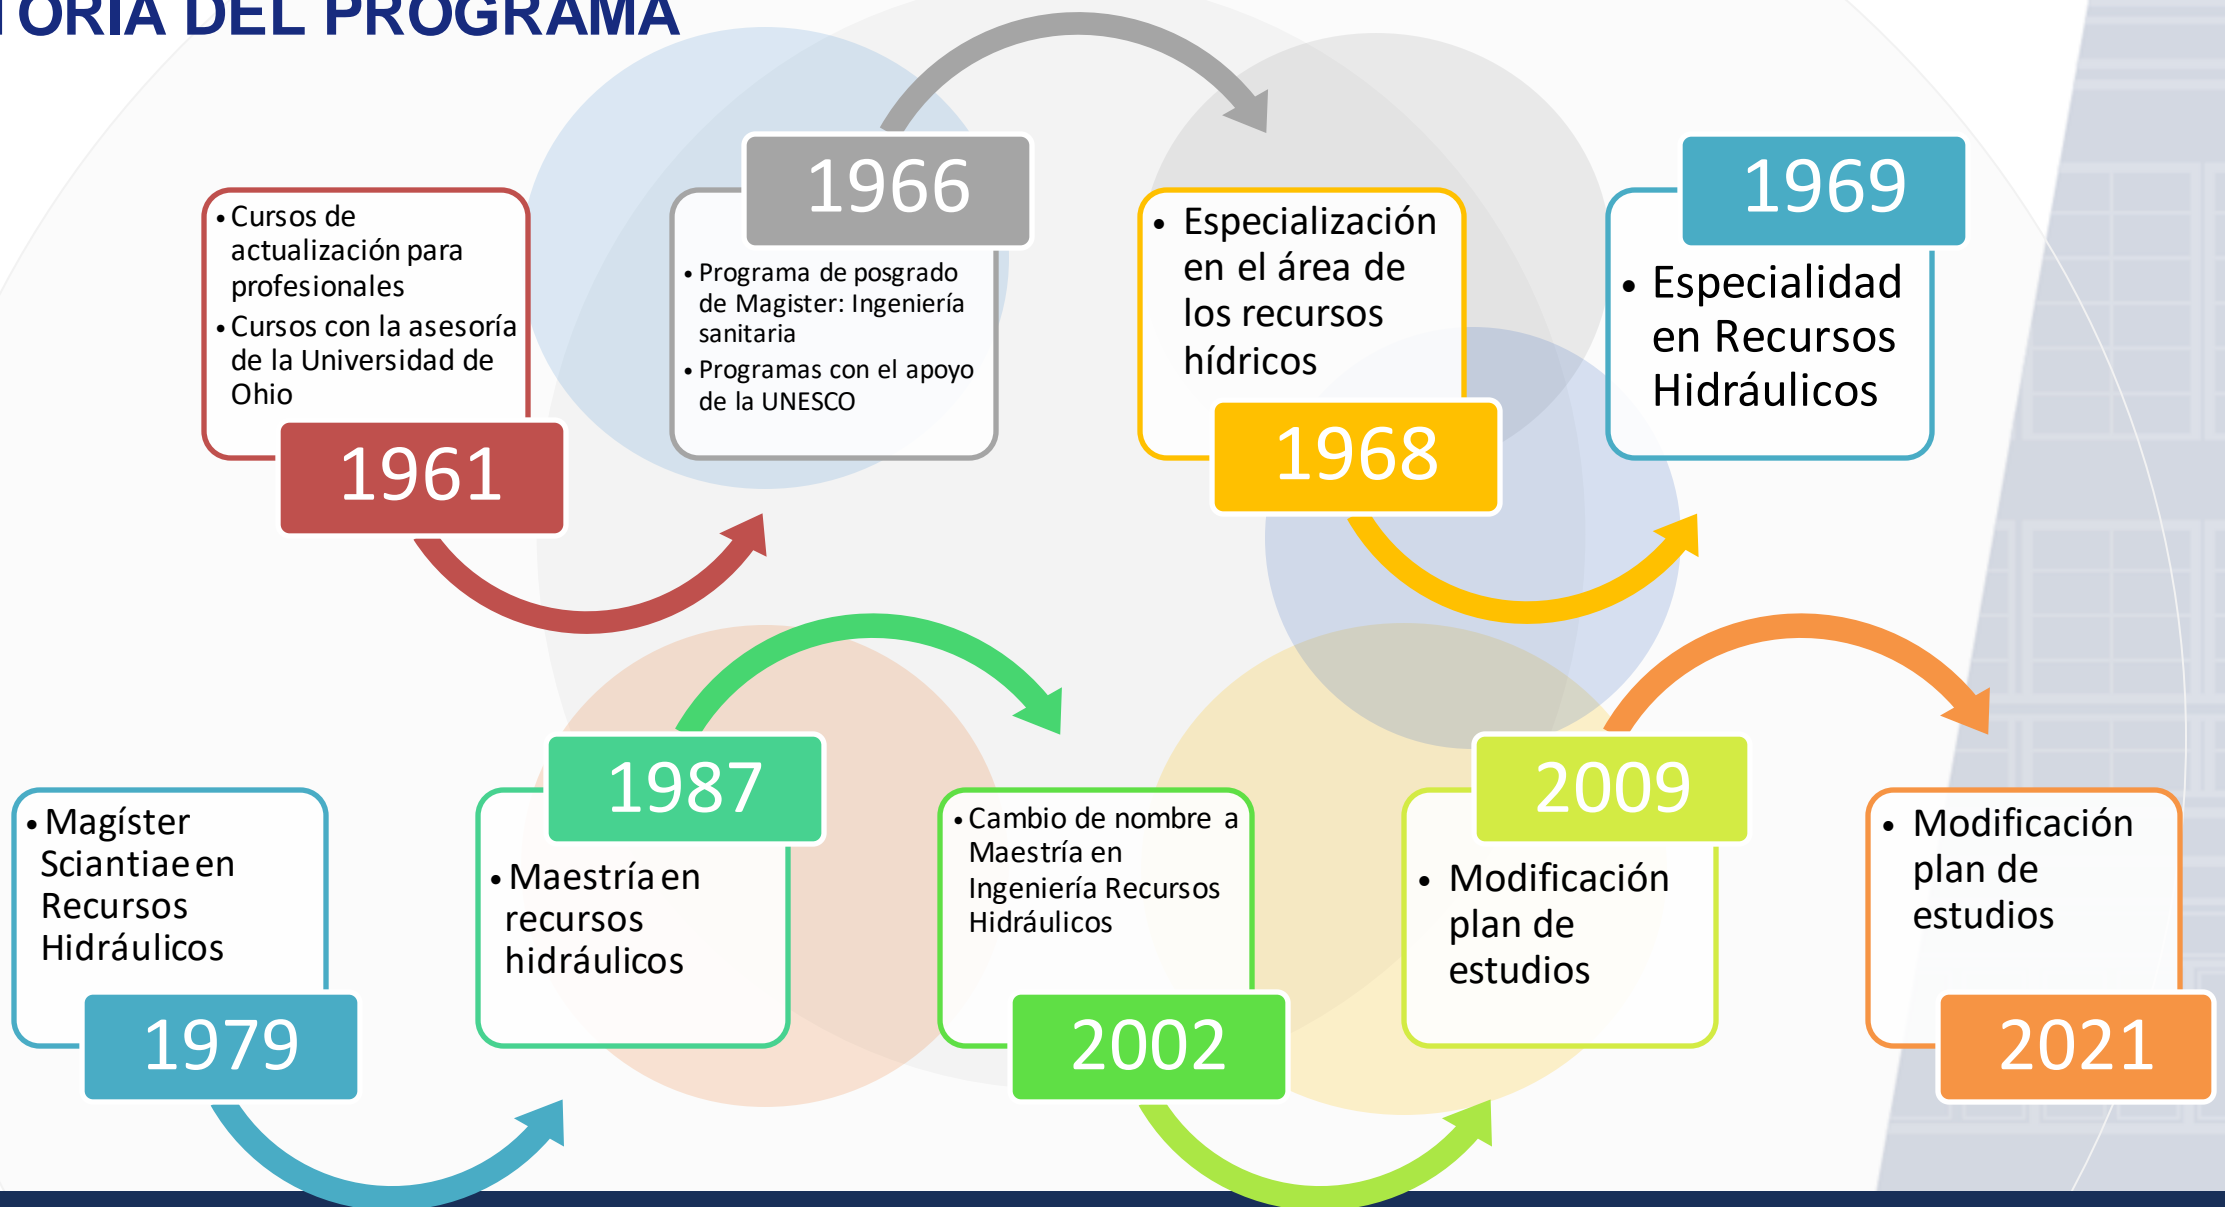 TORIA DEL PROGRAMA
• Cursos de
actualización para
profesionales
• Cursos con la asesoría
de la Universidad de
Ohio
1961
1966
• Programa de posgrado
de Magister: Ingeniería
sanitaria
• Programas con el apoyo
de la UNESCO
• Especialización
en el área de
los recursos
hídricos
1968
1969
• Especialidad
en Recursos
Hidráulicos
• Magíster
Sciantiae en
Recursos
Hidráulicos
1979
1987
• Maestría en
recursos
hidráulicos
• Cambio de nombre a
Maestría en
Ingeniería Recursos
Hidráulicos
2002
2009
• Modificación
plan de
estudios
• Modificación
plan de
estudios
2021